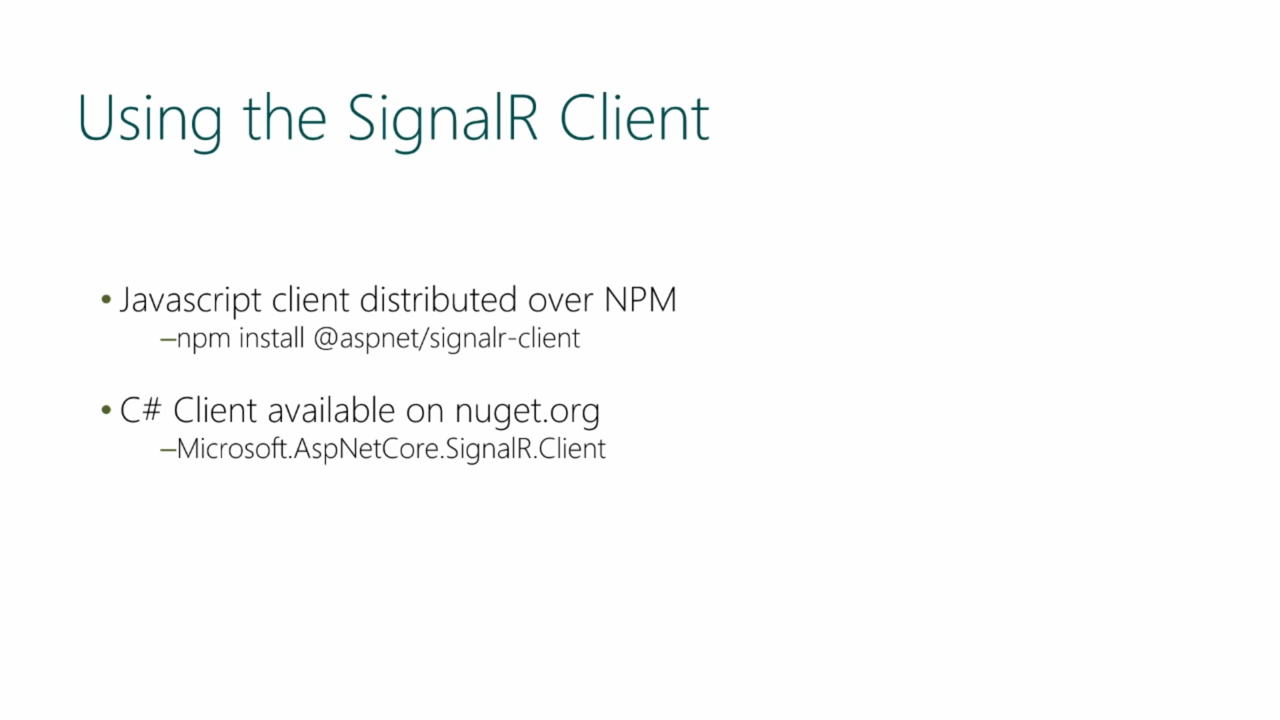 Using the SignalR Client
• Javascript client distributed over NPM
–npm install @aspnet/signalr-client
• C# Client available on nuget.org
–Microsoft.AspNetCore.SignalR.Client